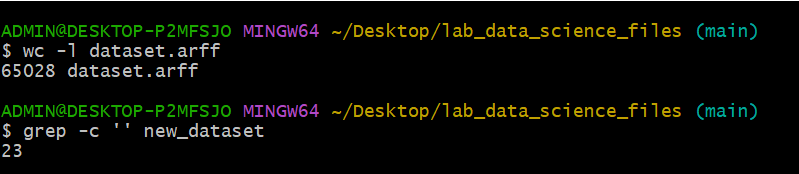 ADMIN@DESKTOP-P2MFSJO MINGW64 ~/Desktop/lab_data_science_files (main)
$ wc -l dataset.arff
65028 dataset.arff
ADMIN@DESKTOP-P2MFSJO MINGW64 ~/Desktop/lab_data_science_files (main)
$ grep -c '' new_dataset
23